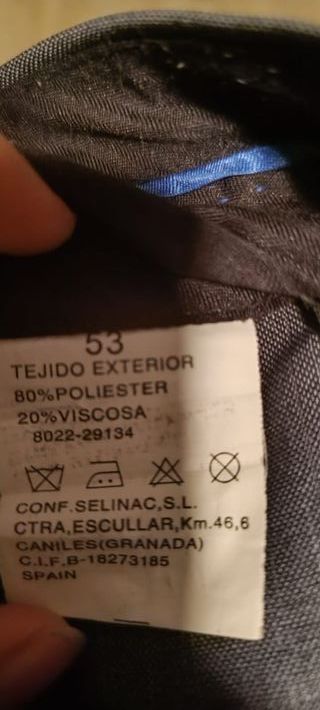 53
TEJIDO EXTERIOR
80%POLIESTER
20%VISCOSA
8022-29134
CONF.SELINAC,S.L.
CTRA,ESCULLAR,Km.46,6
CANILES(GRANADA)
C.I.F.B-18273185
SPAIN